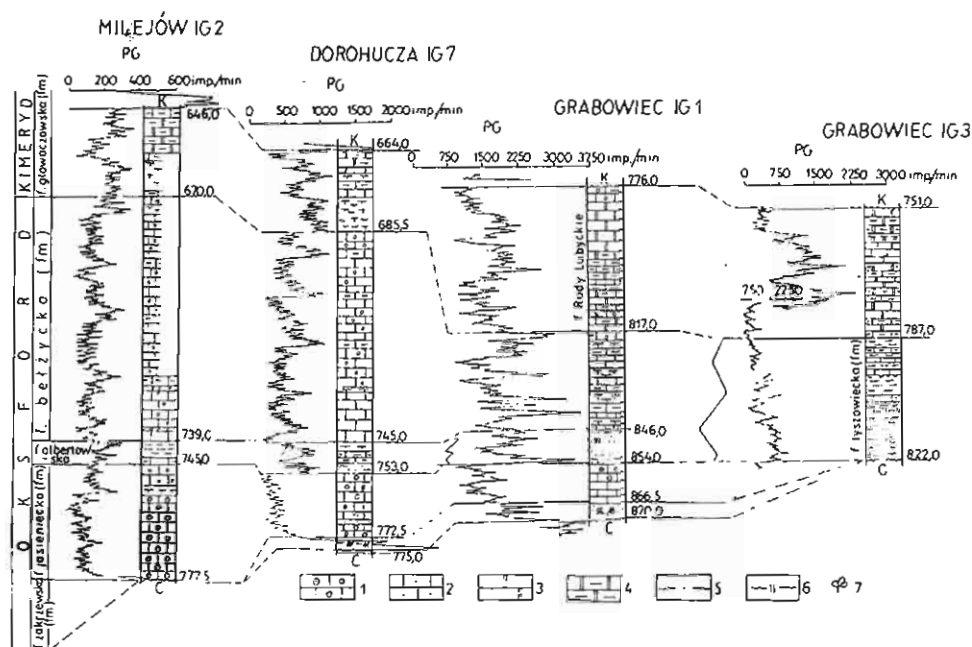 MILEJÓW IG2
PG
0 200 400 600 imp/min
K
646,0
670,0
739,0
745,0
777,5
C
DOROHUCZA IG7
PG
0 500 1000 1500 2000 imp/min
K
664,0
685,5
745,0
753,0
772,5
775,0
C
GRABOWIEC IG1
PG
0 750 1500 2250 3000 3750 imp/min
K
776,0
817,0
846,0
854,0
866,5
870,0
C
f Rudy Lubyckie
GRABOWIEC IG3
PG
0 750 1500 2250 3000 imp/min
K
751,0
750 2250
787,0
822,0
C
f tyszowiecka (fm)
KIMERYD
OKSFORD
f głowaczowska (fm)
f. bełżycka (fm)
f jasieniecka (fm)
f zakrzewska (fm)
1
2
3
4
5
6
7